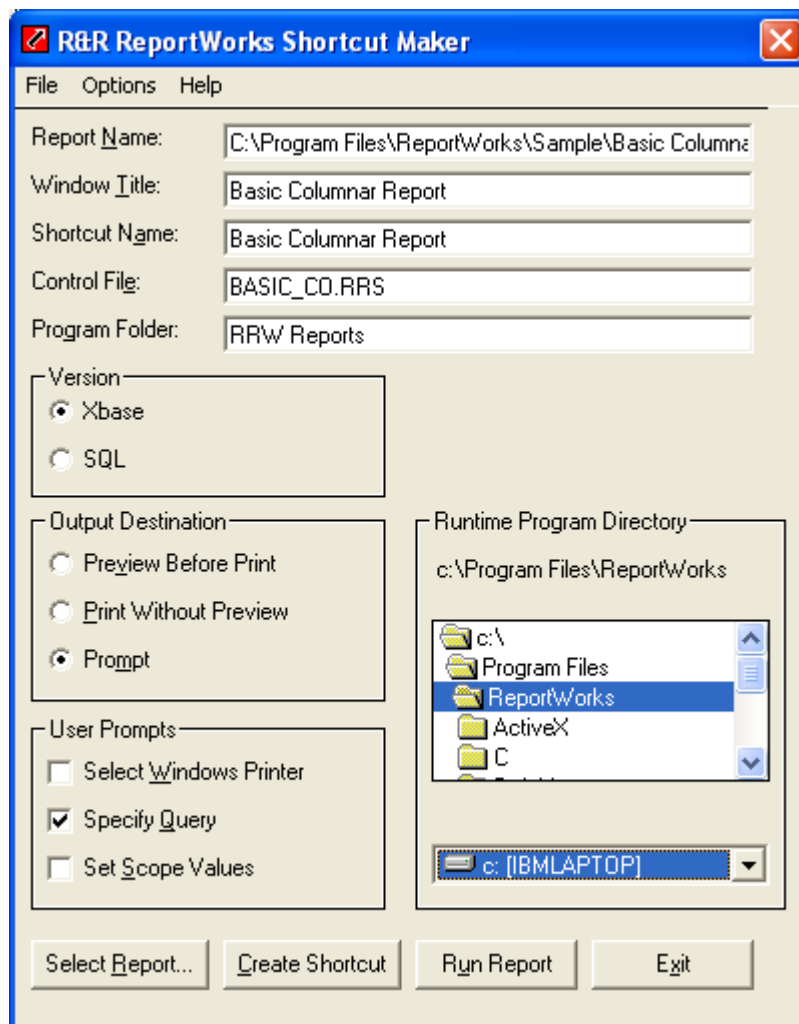 R&R ReportWorks Shortcut Maker
File Options Help
Report Name: C:\Program Files\ReportWorks\Sample\Basic Columna
Window Title: Basic Columnar Report
Shortcut Name: Basic Columnar Report
Control File: BASIC_CO.RRS
Program Folder: RRW Reports
Version
Xbase
SQL
Output Destination
Preview Before Print
Print Without Preview
Prompt
User Prompts
Select Windows Printer
Specify Query
Set Scope Values
Runtime Program Directory
c:\Program Files\ReportWorks
c:\
Program Files
ReportWorks
ActiveX
C
c: [IBMLAPTOP]
Select Report... Create Shortcut Run Report Exit